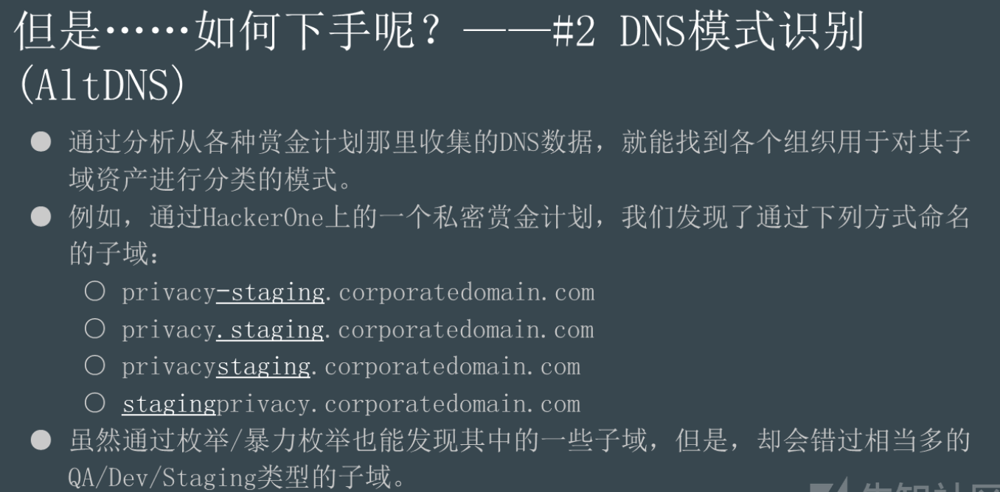 但是……如何下手呢？——#2 DNS模式识别
(AltDNS)
● 通过分析从各种赏金计划那里收集的DNS数据，就能找到各个组织用于对其子
域资产进行分类的模式。
● 例如，通过HackerOne上的一个私密赏金计划，我们发现了通过下列方式命名
的子域：
○ privacy-staging.corporatedomain.com
○ privacy.staging.corporatedomain.com
○ privacystaging.corporatedomain.com
○ stagingprivacy.corporatedomain.com
● 虽然通过枚举/暴力枚举也能发现其中的一些子域，但是，却会错过相当多的
QA/Dev/Staging类型的子域。